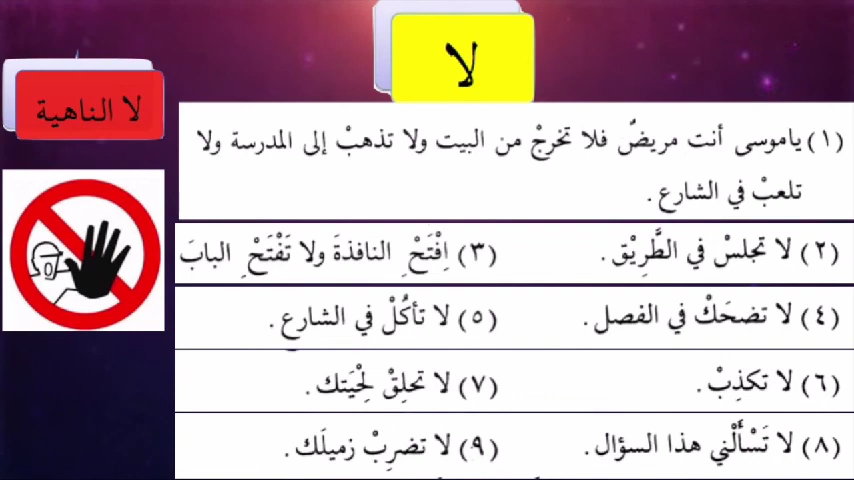 لا
لا الناهية
(١) ياموسى أنت مريضٌ فلا تخرجْ من البيت ولا تذهبْ إلى المدرسة ولا
تلعبْ في الشارع .
(٢) لا تجلسْ في الطَّرِيْق .
(٣) اِفْتَحْ ِ النافذةَ ولا تَفْتَحْ ِ البابَ
(٤) لا تضحَكْ في الفصل .
(٥) لا تأكُلْ في الشارع .
(٦) لا تكذِبْ .
(٧) لا تحلِقْ لِحْيَتك .
(٨) لا تَسْأَلْني هذا السؤال .
(٩) لا تضرِبْ زميلَك .